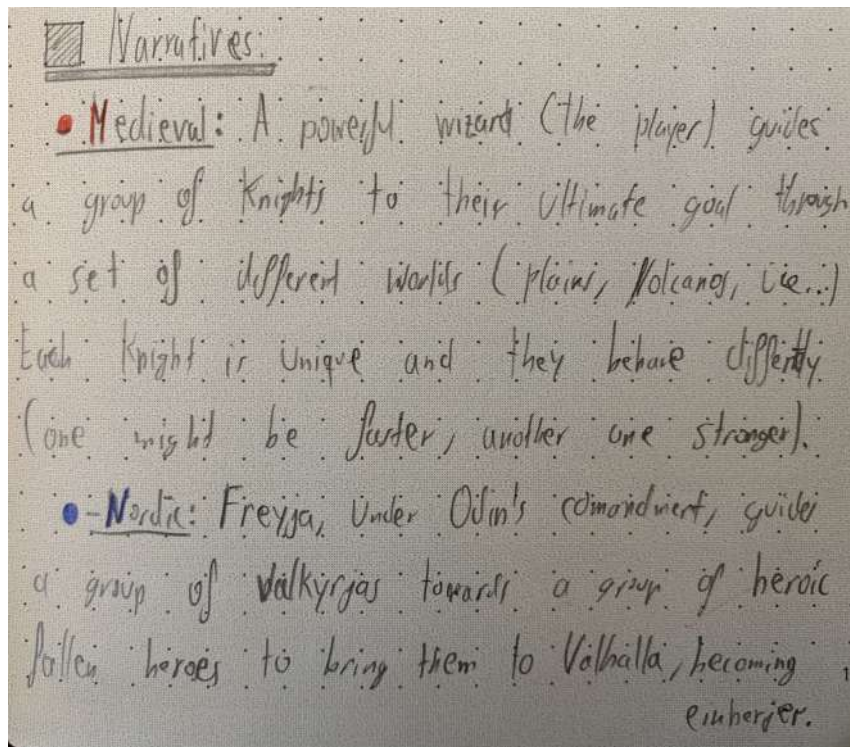 Narratives:
Medieval: A powerful wizard (the player) guides
a group of Knights to their ultimate goal through
a set of different worlds (plains, Volcanos, ice...)
Each Knight is unique and they behave differently
(one might be faster, another one stronger).
-Nordic: Freyja, under Odin's comandment, guides
a group of Valkyrjas towards a group of heroic
fallen heroes to bring them to Valhalla, becoming
einherjer.